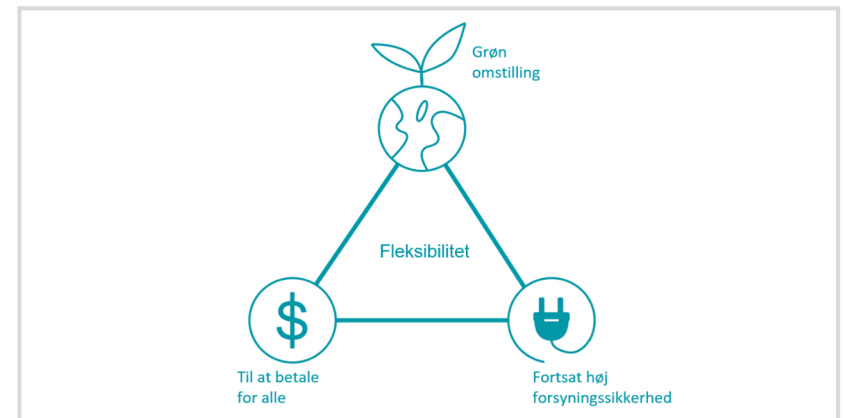 Grøn
omstilling
Fleksibilitet
$
Til at betale
for alle
Fortsat høj
forsyningssikkerhed